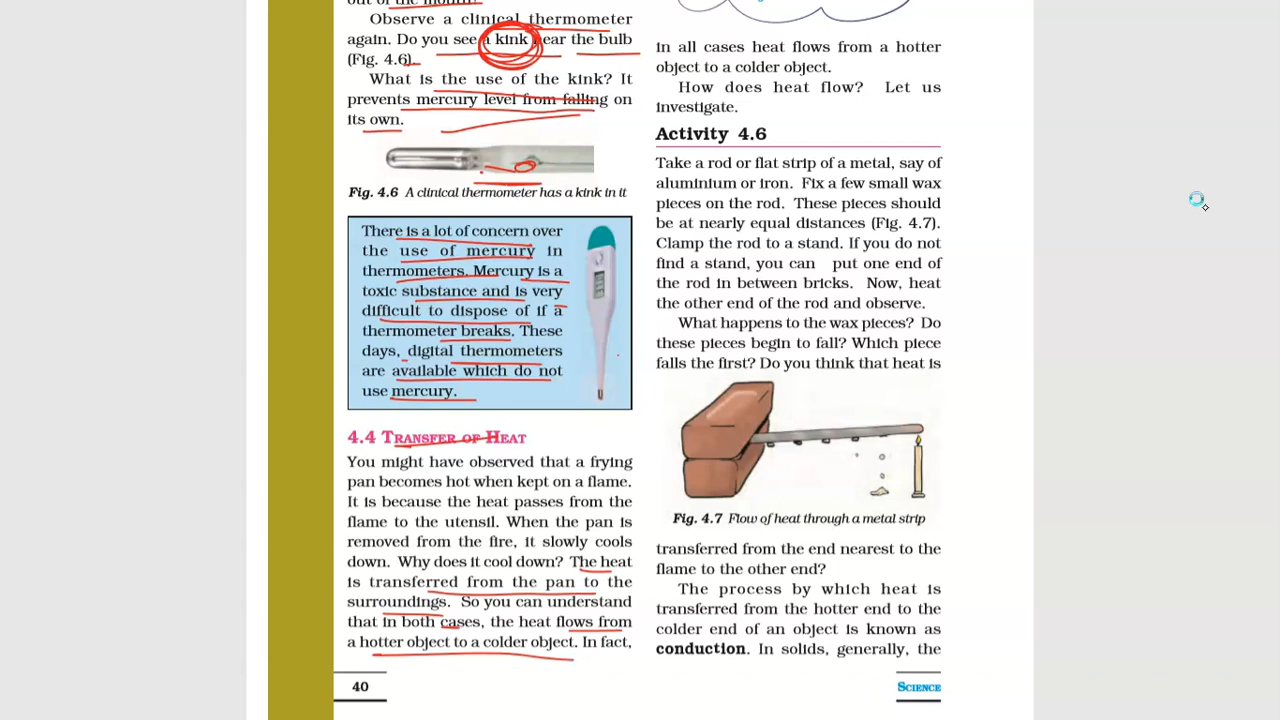 Observe a clinical thermometer
again. Do you see a kink near the bulb
(Fig. 4.6).
What is the use of the kink? It
prevents mercury level from falling on
its own.
Fig. 4.6 A clinical thermometer has a kink in it
There is a lot of concern over
the use of mercury in
thermometers. Mercury is a
toxic substance and is very
difficult to dispose of if a
thermometer breaks. These
days, digital thermometers
are available which do not
use mercury.
4.4 TRANSFER OF HEAT
You might have observed that a frying
pan becomes hot when kept on a flame.
It is because the heat passes from the
flame to the utensil. When the pan is
removed from the fire, it slowly cools
down. Why does it cool down? The heat
is transferred from the pan to the
surroundings. So you can understand
that in both cases, the heat flows from
a hotter object to a colder object. In fact,
in all cases heat flows from a hotter
object to a colder object.
How does heat flow? Let us
investigate.
Activity 4.6
Take a rod or flat strip of a metal, say of
aluminium or iron. Fix a few small wax
pieces on the rod. These pieces should
be at nearly equal distances (Fig. 4.7).
Clamp the rod to a stand. If you do not
find a stand, you can put one end of
the rod in between bricks. Now, heat
the other end of the rod and observe.
What happens to the wax pieces? Do
these pieces begin to fall? Which piece
falls the first? Do you think that heat is
Fig. 4.7 Flow of heat through a metal strip
transferred from the end nearest to the
flame to the other end?
The process by which heat is
transferred from the hotter end to the
colder end of an object is known as
conduction. In solids, generally, the
40
SCIENCE